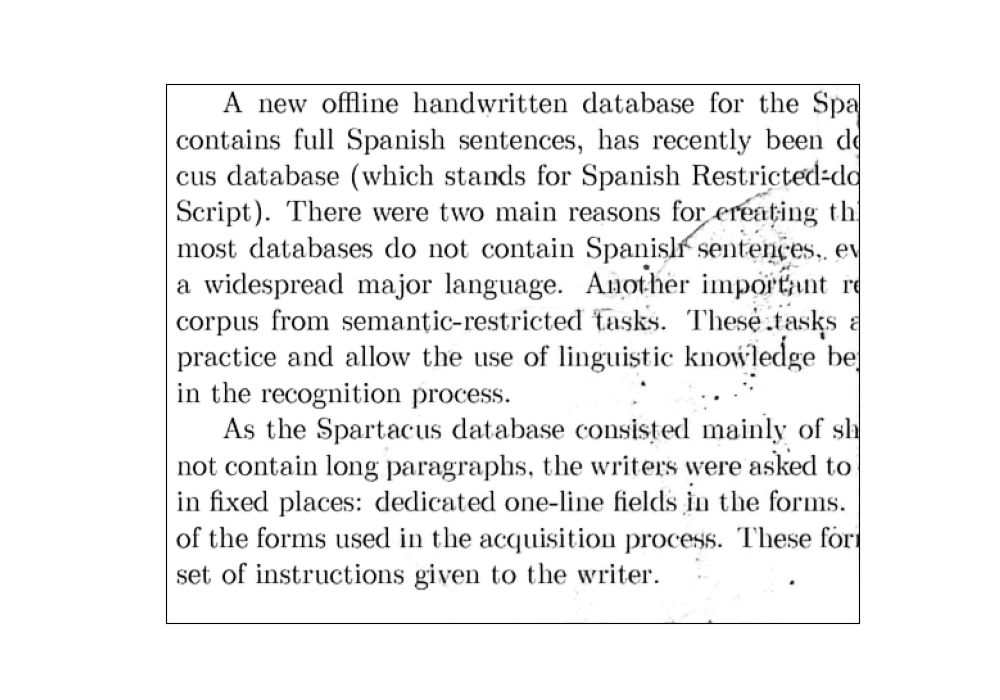 A new offline handwritten database for the
contains full Spanish sentences, has recently been
cus database (which stands for Spanish Restricted-do
Script). There were two main reasons for creating
most databases do not contain Spanish sentences,
a widespread major language. Another important
corpus from semantic-restricted tasks. These tasks
practice and allow the use of linguistic knowledge
in the recognition process.
As the Spartacus database consisted mainly of
not contain long paragraphs, the writers were asked to
in fixed places: dedicated one-line fields in the forms.
of the forms used in the acquisition process. These
set of instructions given to the writer.